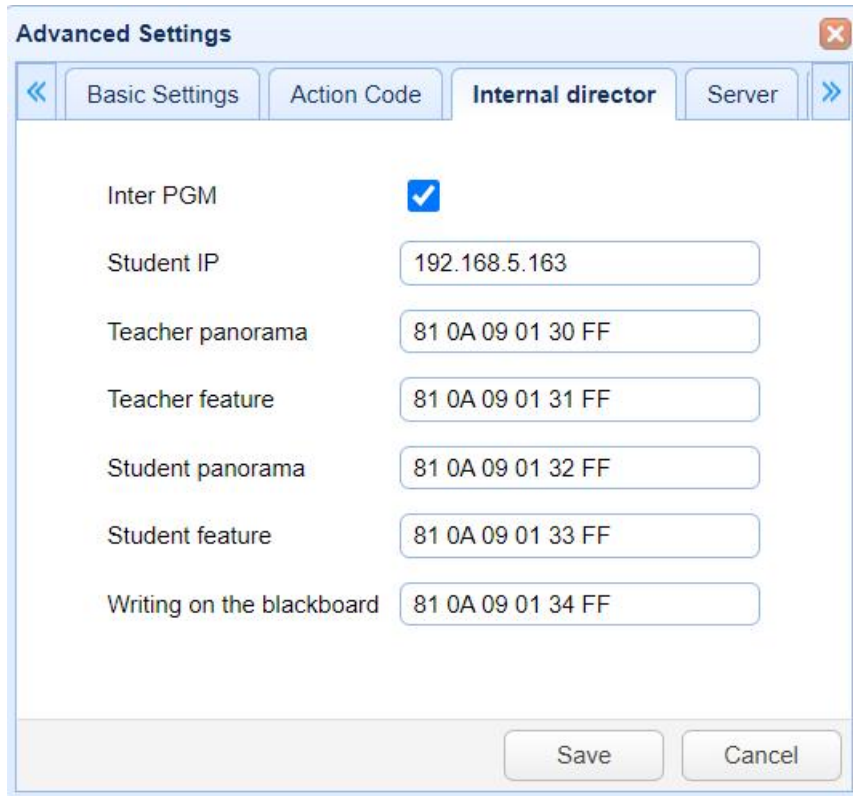 Advanced Settings
Basic Settings Action Code Internal director Server
Inter PGM
Student IP 192.168.5.163
Teacher panorama 81 0A 09 01 30 FF
Teacher feature 81 0A 09 01 31 FF
Student panorama 81 0A 09 01 32 FF
Student feature 81 0A 09 01 33 FF
Writing on the blackboard 81 0A 09 01 34 FF
Save Cancel